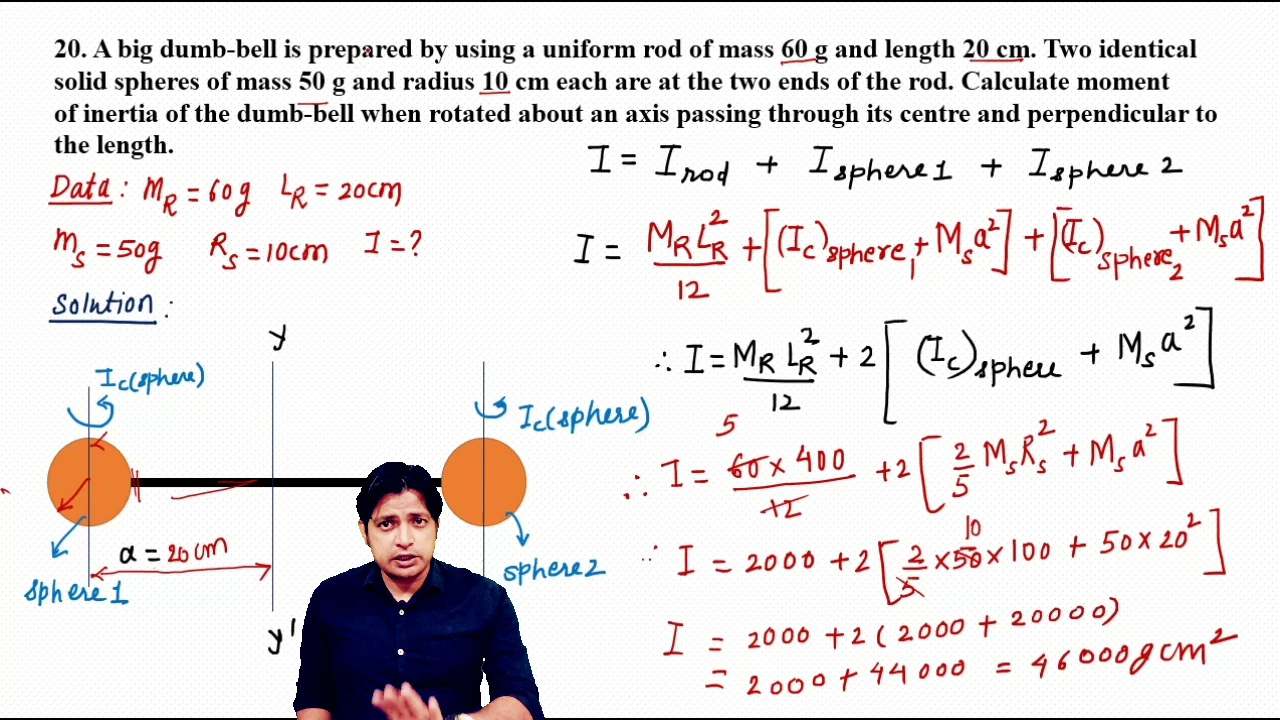 20. A big dumb-bell is prepared by using a uniform rod of mass 60 g and length 20 cm. Two identical
solid spheres of mass 50 g and radius 10 cm each are at the two ends of the rod. Calculate moment
of inertia of the dumb-bell when rotated about an axis passing through its centre and perpendicular to
the length.
Data : M_R = 60g L_R = 20cm
M_s = 50g R_s = 10cm I = ?
Solution :
I = I_rod + I_sphere1 + I_sphere2
I = M_R L_R^2 / 12 + [(I_c)_sphere1 + M_s a^2] + [(I_c)_sphere2 + M_s a^2]
∴ I = M_R L_R^2 / 12 + 2 [(I_c)_sphere + M_s a^2]
5
∴ I = 60 x 400 / 12 + 2 [2/5 M_s R_s^2 + M_s a^2]
10
∵ I = 2000 + 2 [2/5 x 50 x 100 + 50 x 20^2]
I = 2000 + 2 (2000 + 20000)
= 2000 + 44000 = 46000 g cm^2
y
I_c(sphere)
I_c(sphere)
a = 20 cm
sphere 1
sphere 2
y'